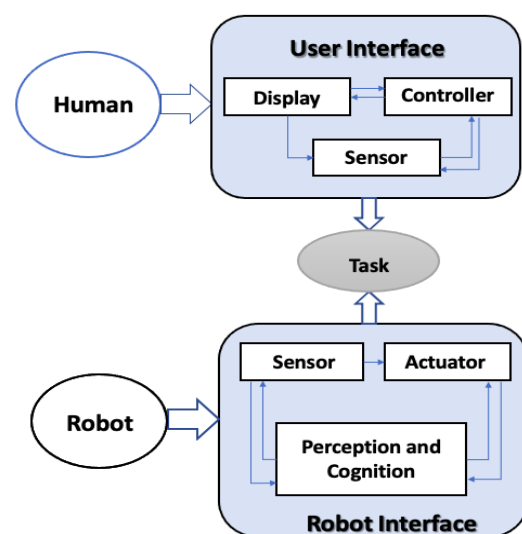 User Interface
Human
Display
Controller
Sensor
Task
Sensor
Actuator
Robot
Perception and
Cognition
Robot Interface